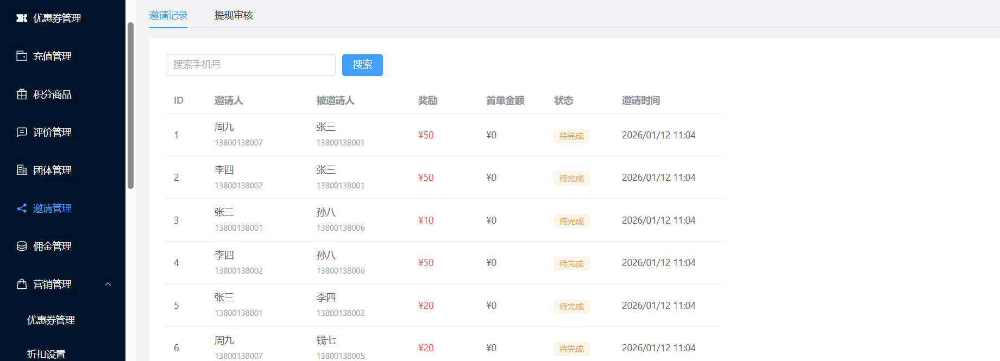 优惠券管理
充值管理
积分商品
评价管理
团体管理
邀请管理
佣金管理
营销管理
优惠券管理
折扣设置
邀请记录 提现审核
搜索手机号 搜索
ID 邀请人 被邀请人 奖励 首单金额 状态 邀请时间
1 周九 13800138007 张三 13800138001 ¥50 ¥0 待完成 2026/01/12 11:04
2 李四 13800138002 张三 13800138001 ¥50 ¥0 待完成 2026/01/12 11:04
3 张三 13800138001 孙八 13800138006 ¥10 ¥0 待完成 2026/01/12 11:04
4 李四 13800138002 孙八 13800138006 ¥50 ¥0 待完成 2026/01/12 11:04
5 张三 13800138001 李四 13800138002 ¥20 ¥0 待完成 2026/01/12 11:04
6 周九 13800138007 钱七 13800138005 ¥20 ¥0 待完成 2026/01/12 11:04